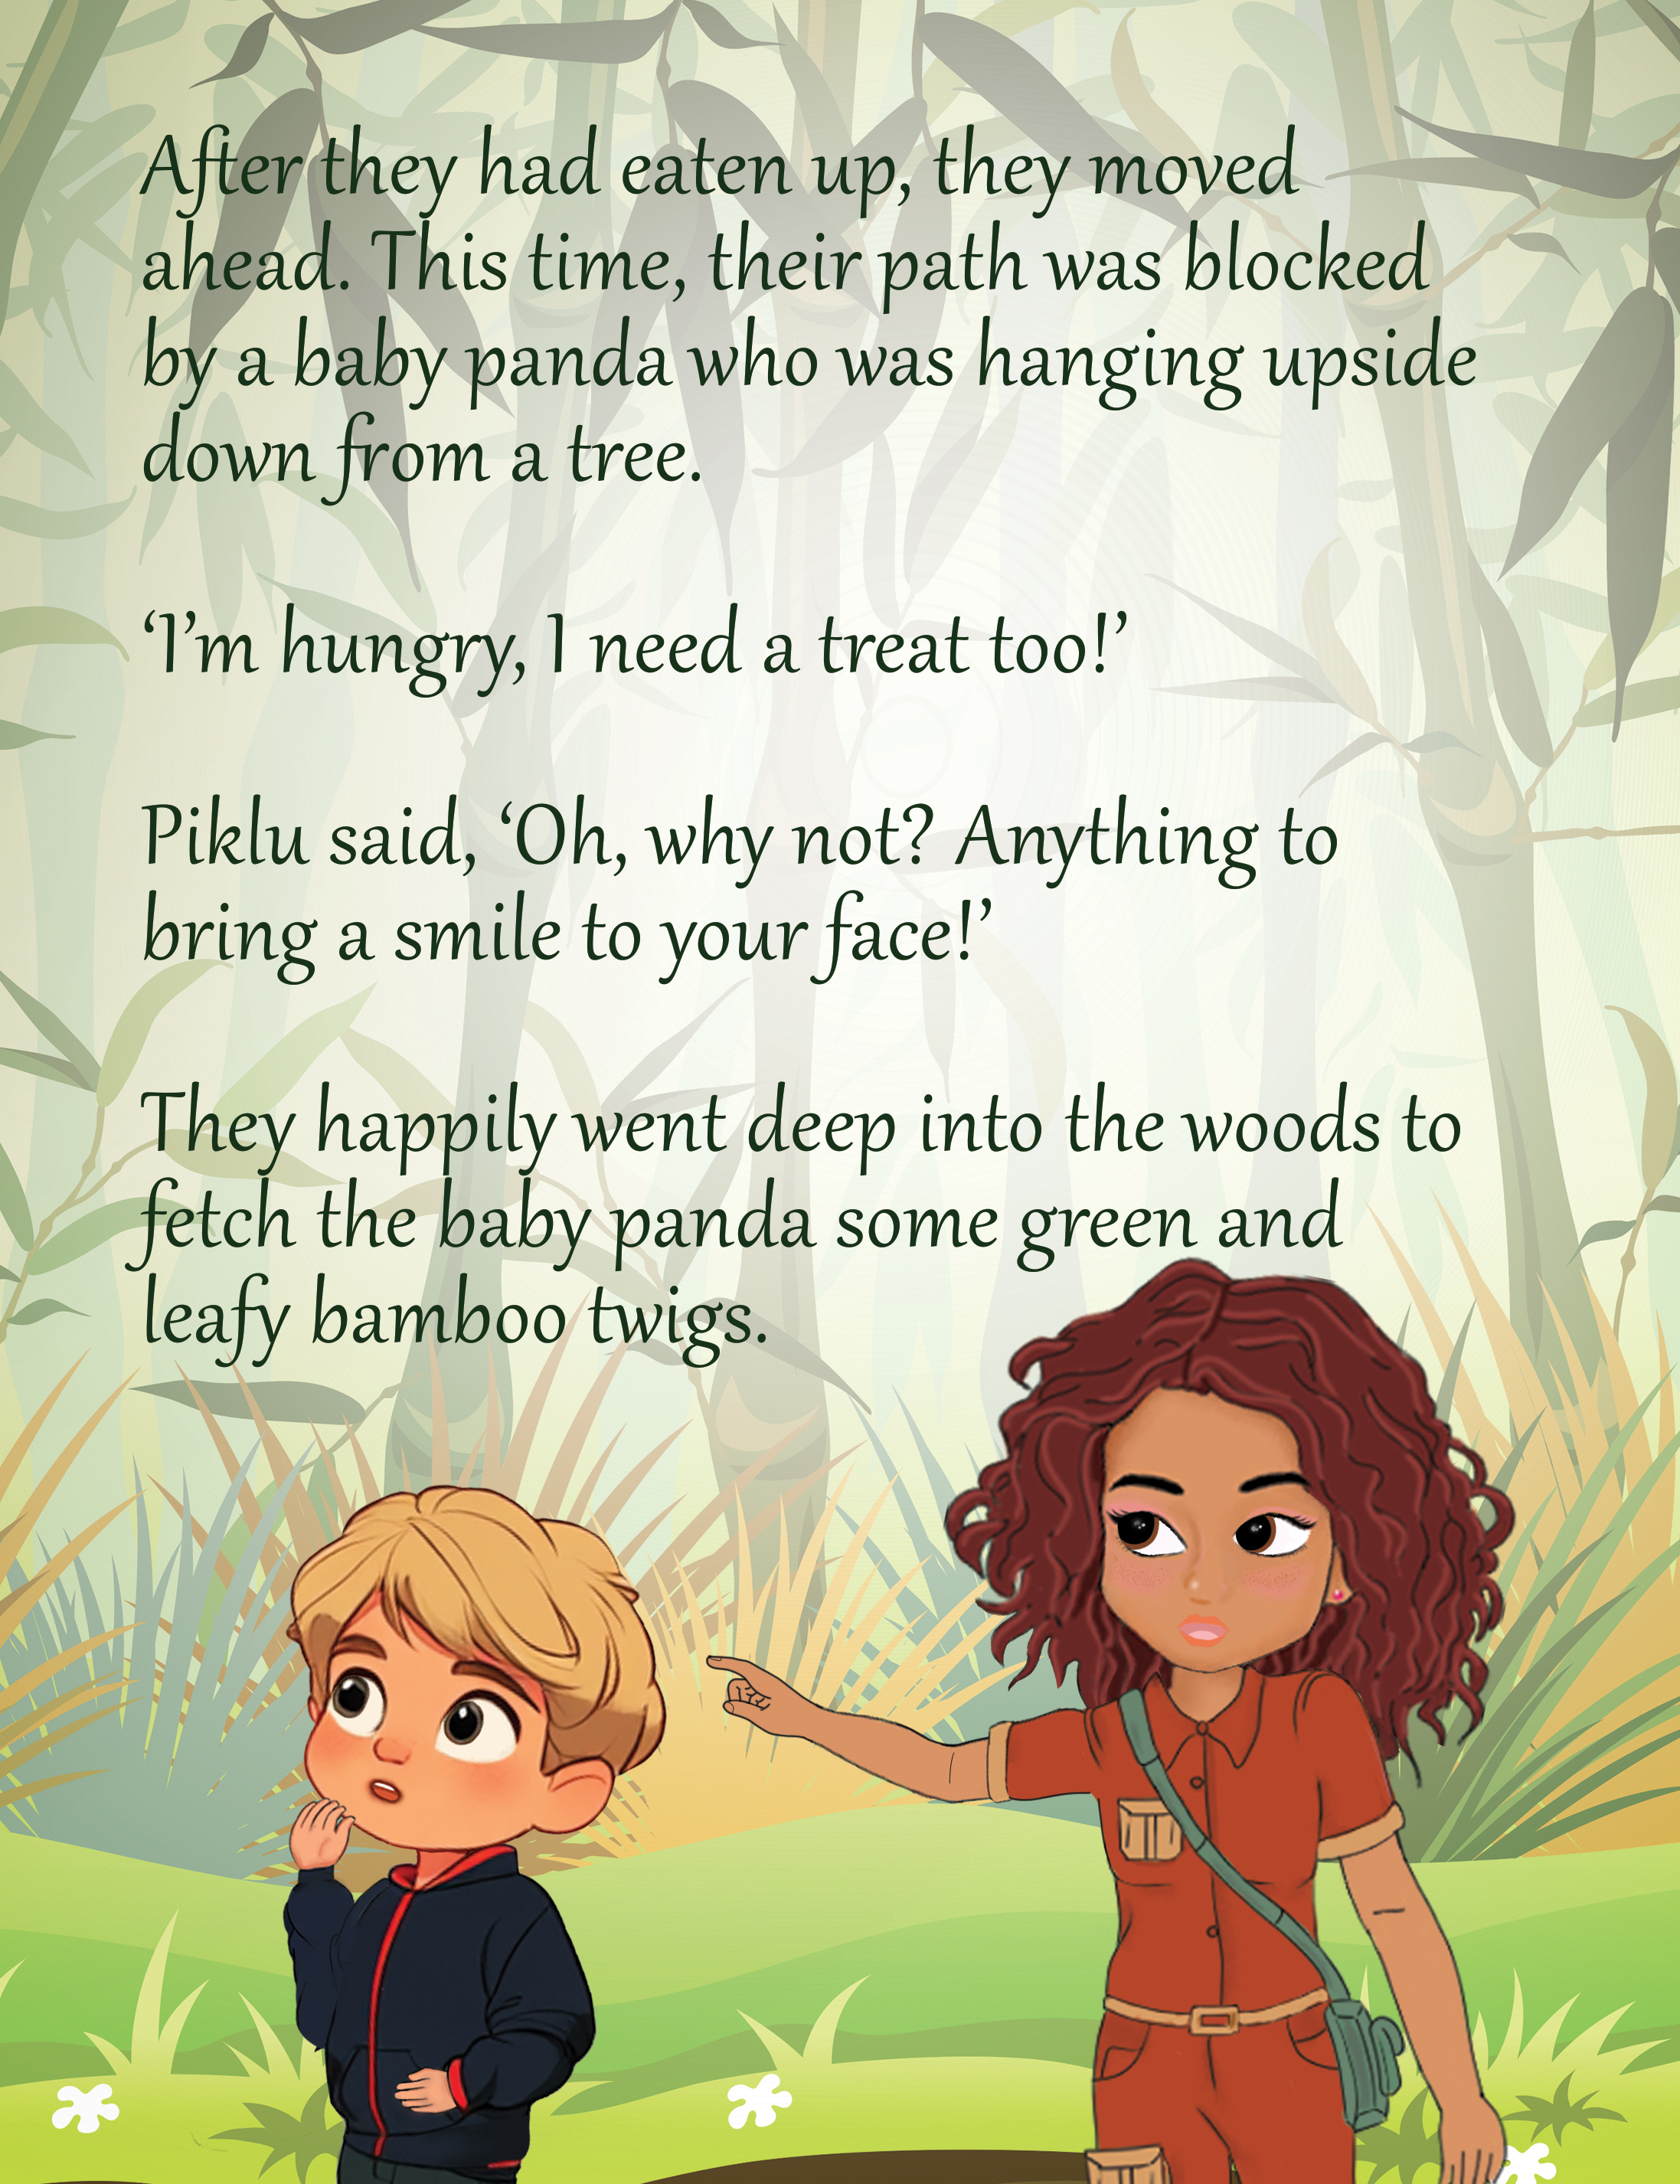 After they had eaten up, they moved
ahead. This time, their path was blocked
by a baby panda who was hanging upside
down from a tree.
‘I’m hungry, I need a treat too!’
Piklu said, ‘Oh, why not? Anything to
bring a smile to your face!’
They happily went deep into the woods to
fetch the baby panda some green and
leafy bamboo twigs.